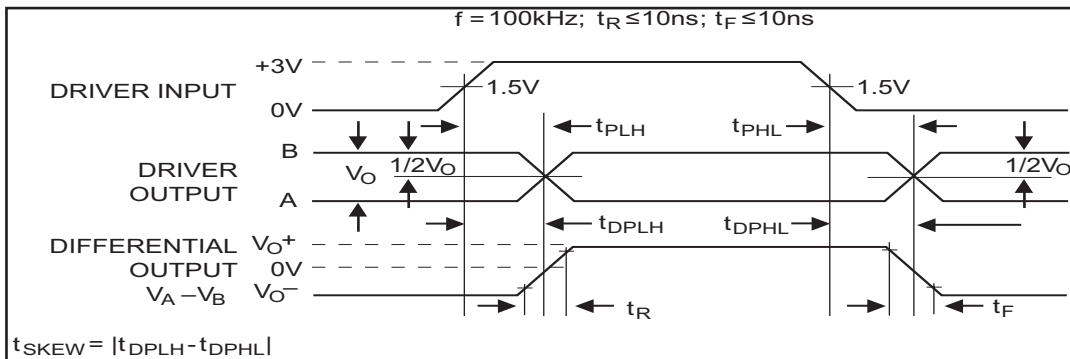 f = 100kHz; tR ≤ 10ns; tF ≤ 10ns
+3V
DRIVER INPUT
1.5V
1.5V
0V
tPLH
tPHL
B
DRIVER OUTPUT
VO
1/2VO
1/2VO
A
tDPLH
tDPHL
DIFFERENTIAL OUTPUT
VA – VB
VO+
0V
VO–
tR
tF
tSKEW = |tDPLH - tDPHL|